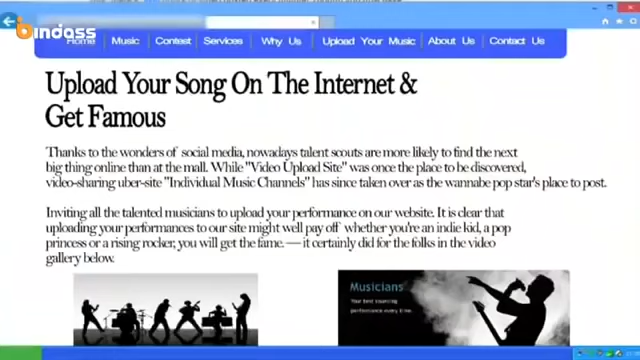 bindass
Home Music Contest Services Why Us Upload Your Music About Us Contact Us
Upload Your Song On The Internet &
Get Famous
Thanks to the wonders of social media, nowadays talent scouts are more likely to find the next
big thing online than at the mall. While "Video Upload Site" was once the place to be discovered,
video-sharing uber-site "Individual Music Channels" has since taken over as the wannabe pop star's place to post.
Inviting all the talented musicians to upload your performance on our website. It is clear that
uploading your performances to our site might well pay off whether you're an indie kid, a pop
princess or a rising rocker, you will get the fame. — it certainly did for the folks in the video
gallery below.
Musicians
Your best sourcing
performance every time.